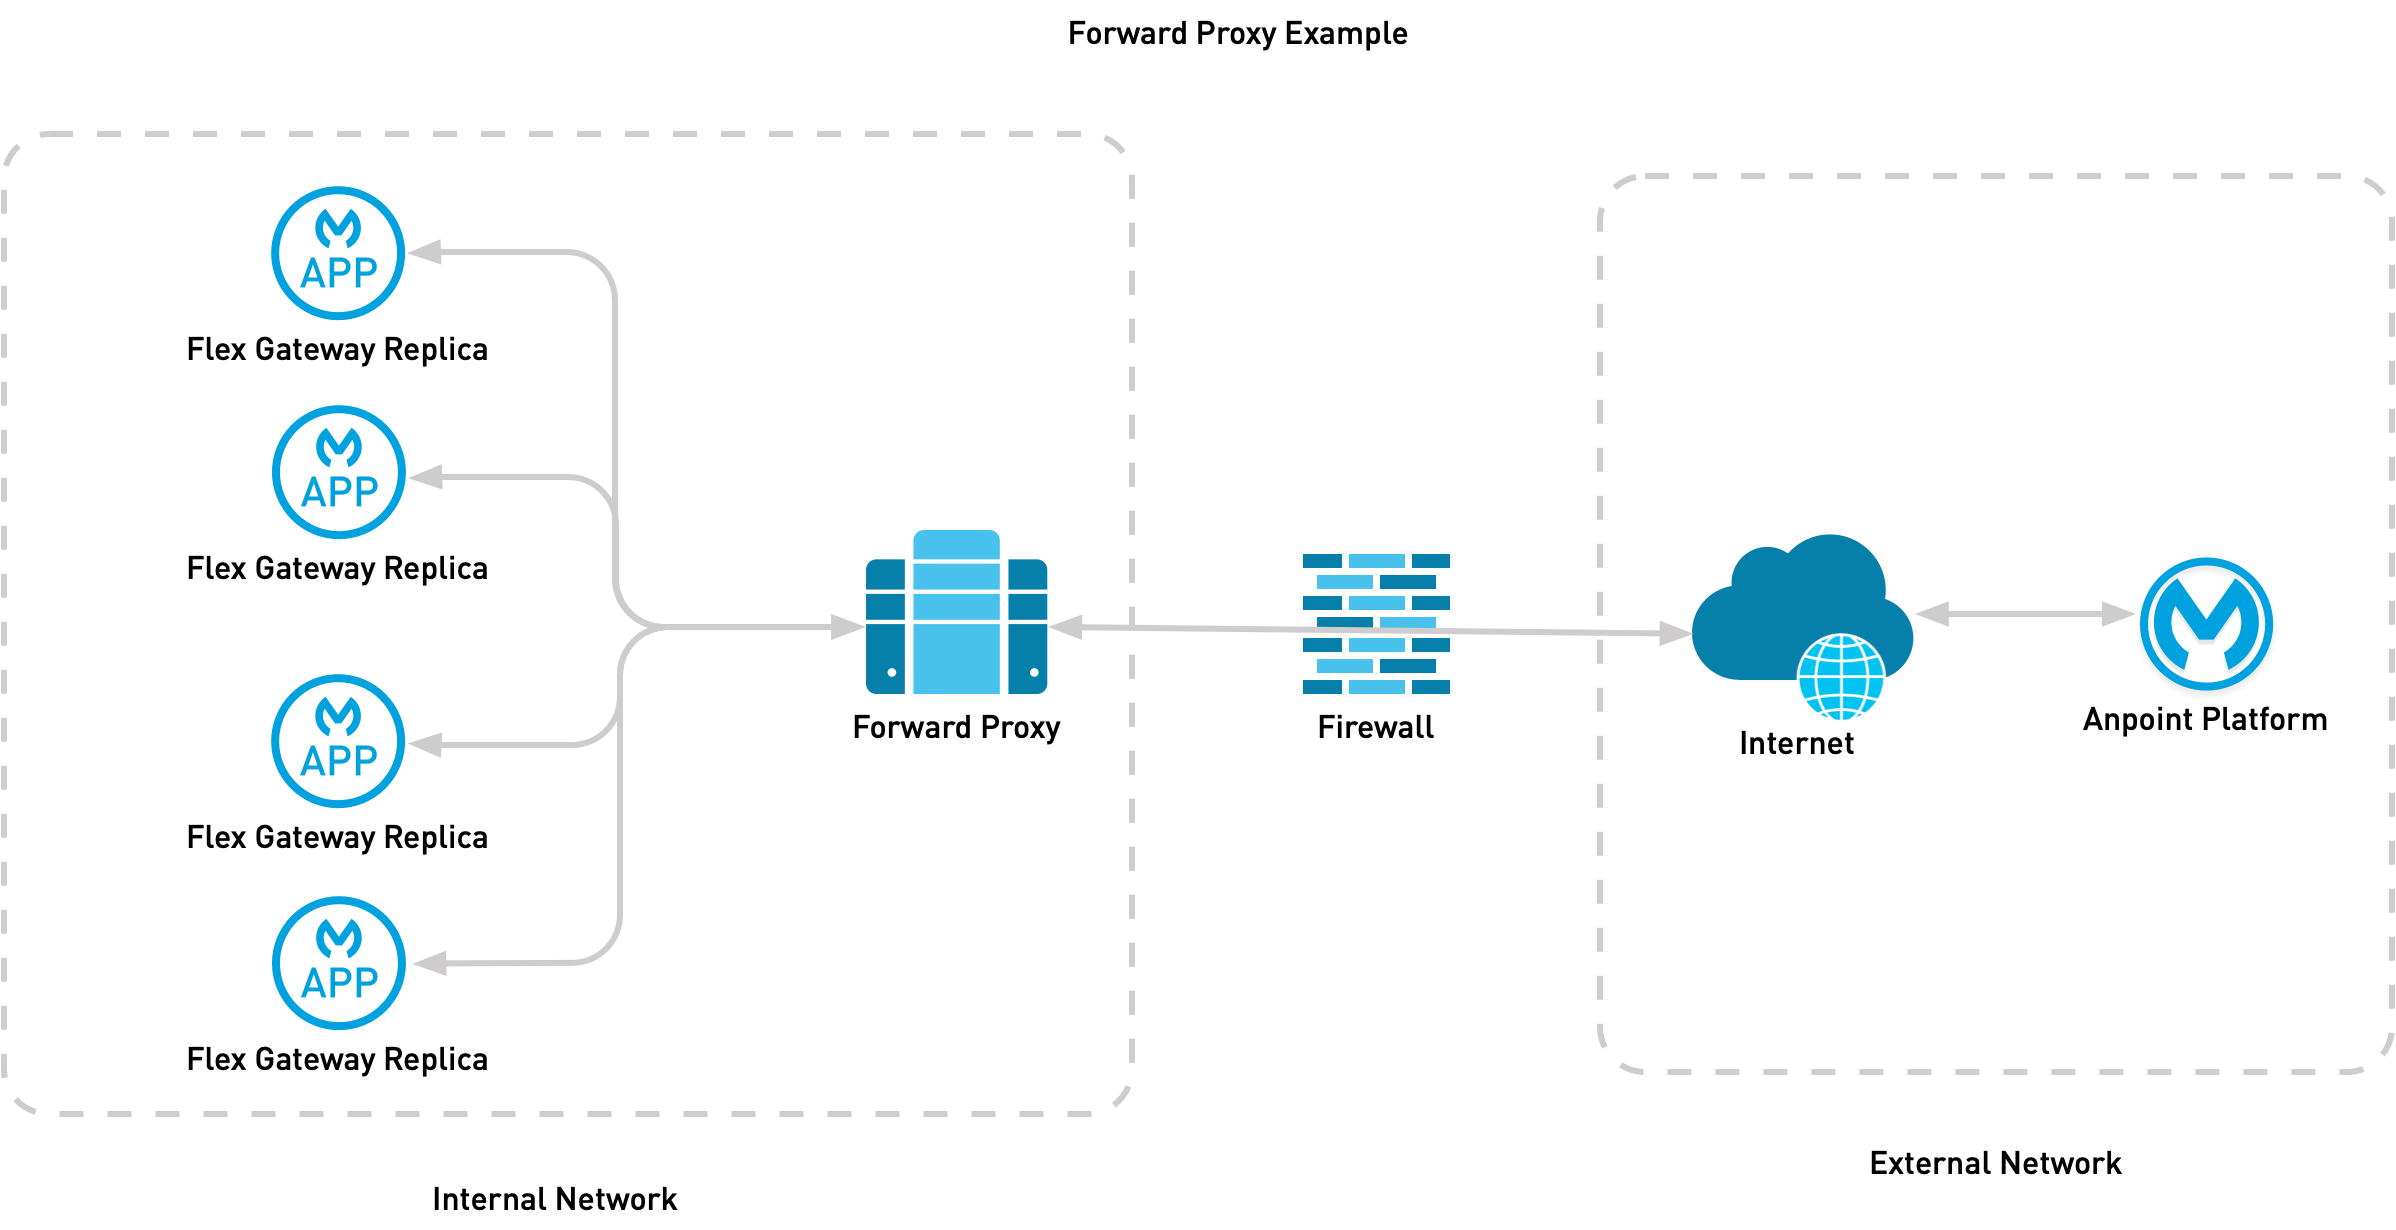 Forward Proxy Example
APP
Flex Gateway Replica
APP
Flex Gateway Replica
APP
Flex Gateway Replica
APP
Flex Gateway Replica
Forward Proxy
Firewall
Internet
Anpoint Platform
Internal Network
External Network